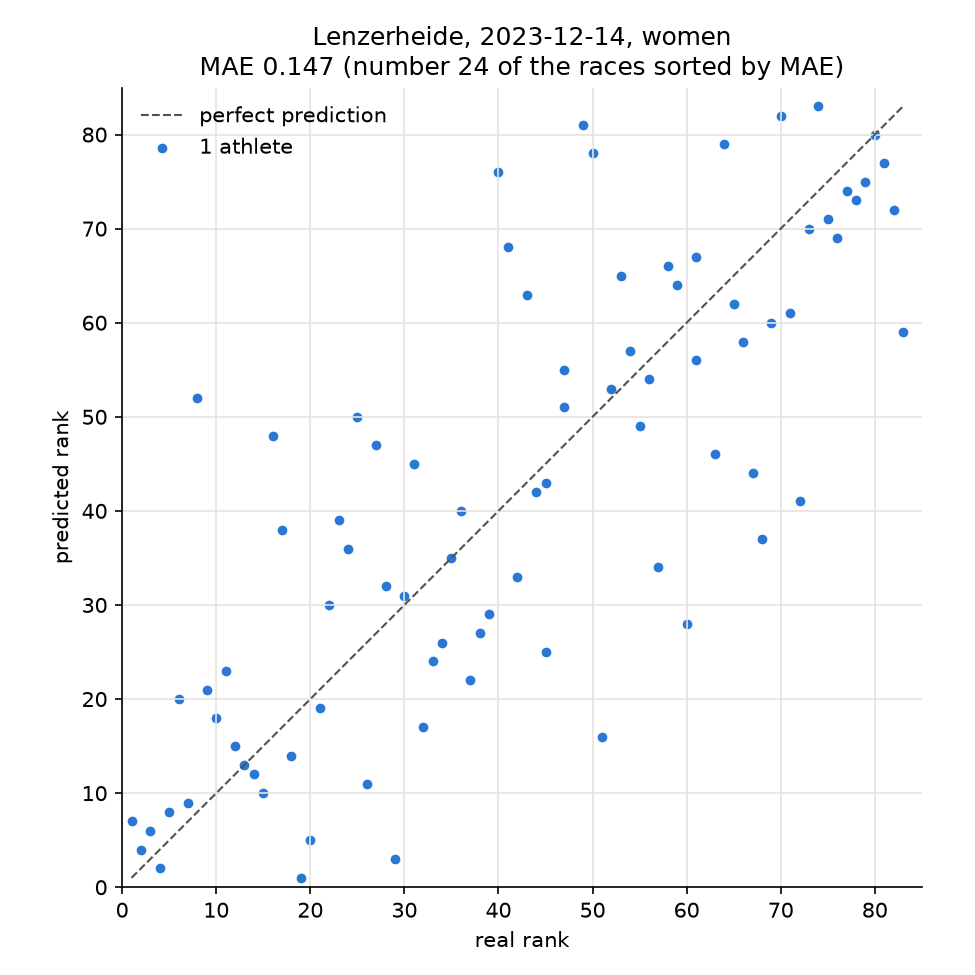 Lenzerheide, 2023-12-14, women
MAE 0.147 (number 24 of the races sorted by MAE)
perfect prediction
1 athlete
predicted rank
80
70
60
50
40
30
20
10
0
0 10 20 30 40 50 60 70 80
real rank